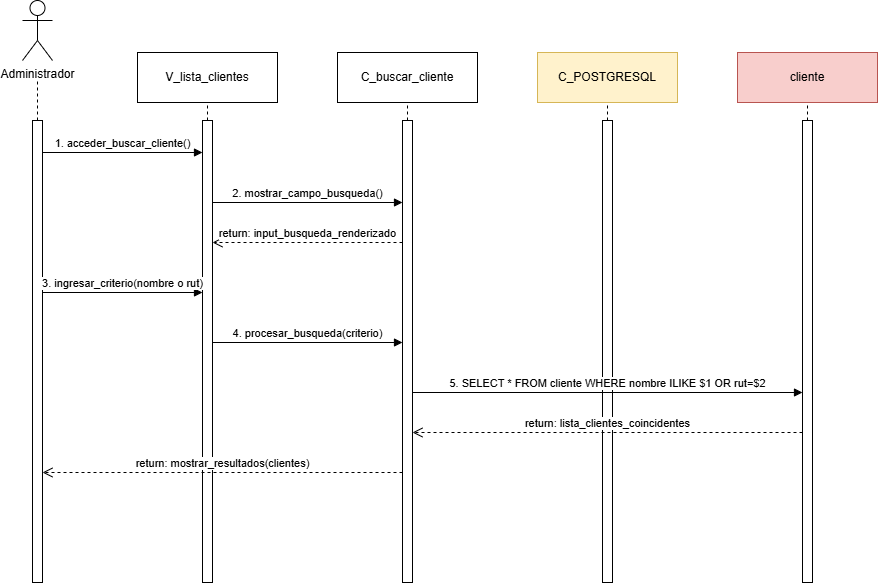 Administrador
V_lista_clientes
C_buscar_cliente
C_POSTGRESQL
cliente
1. acceder_buscar_cliente()
2. mostrar_campo_busqueda()
return: input_busqueda_renderizado
3. ingresar_criterio(nombre o rut)
4. procesar_busqueda(criterio)
5. SELECT * FROM cliente WHERE nombre ILIKE $1 OR rut=$2
return: lista_clientes_coincidentes
return: mostrar_resultados(clientes)